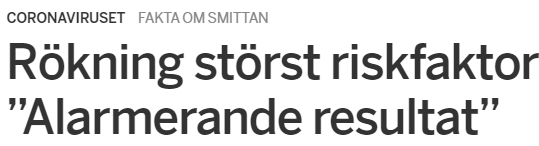 CORONAVIRUSET FAKTA OM SMITTAN
Rökning störst riskfaktor
”Alarmerande resultat”